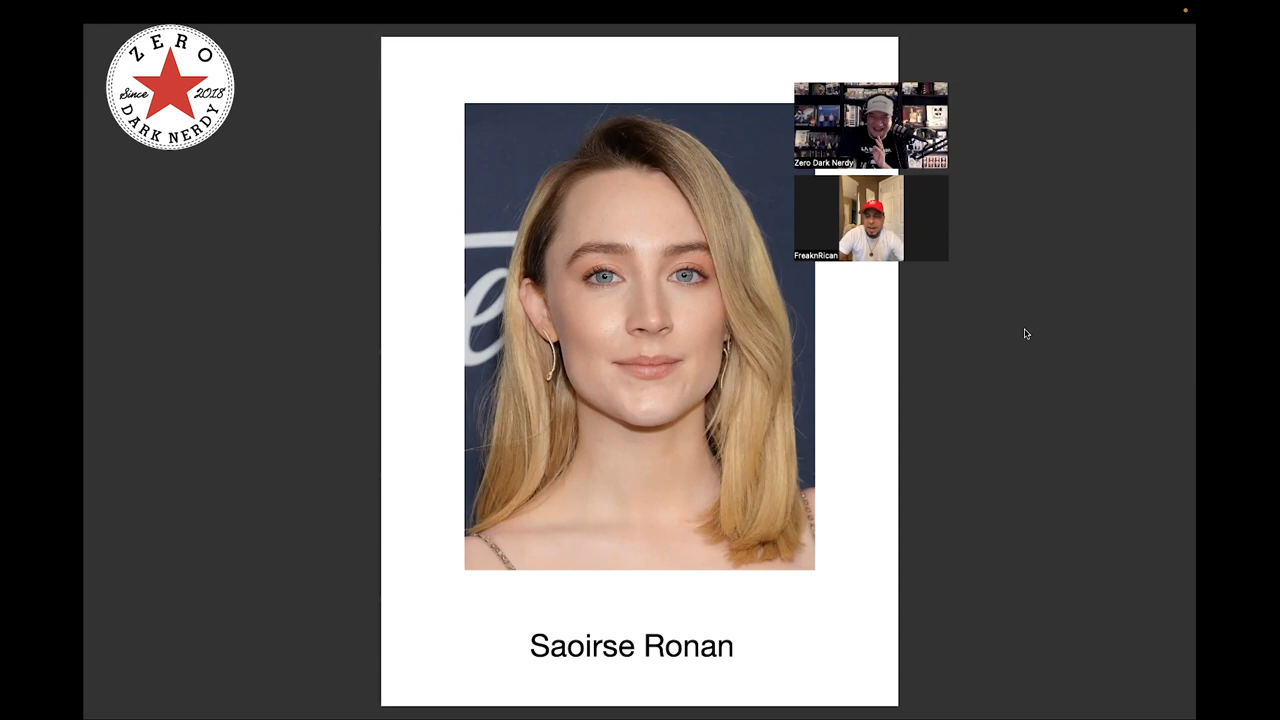 ZERO
Since 2018
DARK NERDY
Zero Dark Nerdy
FreaknRican
e
Saoirse Ronan